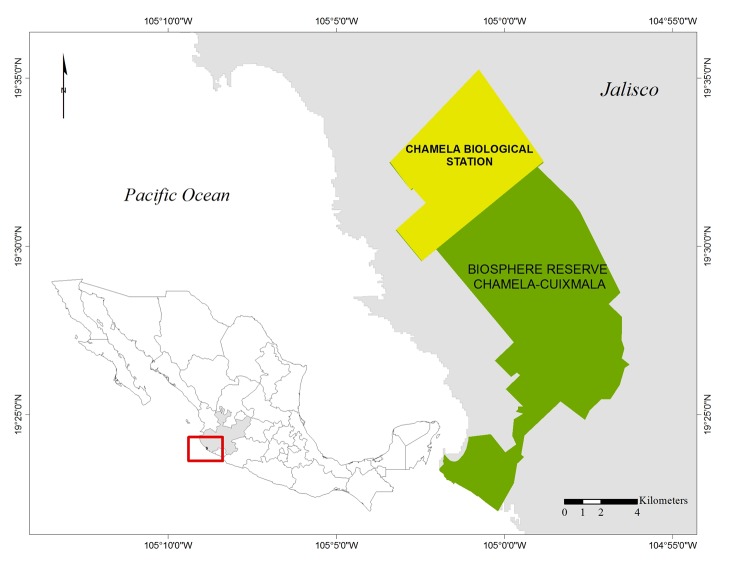 105°10'0"W 105°5'0"W 105°0'0"W 104°55'0"W
19°35'0"N 19°35'0"N
N
Jalisco
CHAMELA BIOLOGICAL
STATION
Pacific Ocean
19°30'0"N 19°30'0"N
BIOSPHERE RESERVE
CHAMELA-CUIXMALA
19°25'0"N 19°25'0"N
Kilometers
0 1 2 4
105°10'0"W 105°5'0"W 105°0'0"W 104°55'0"W